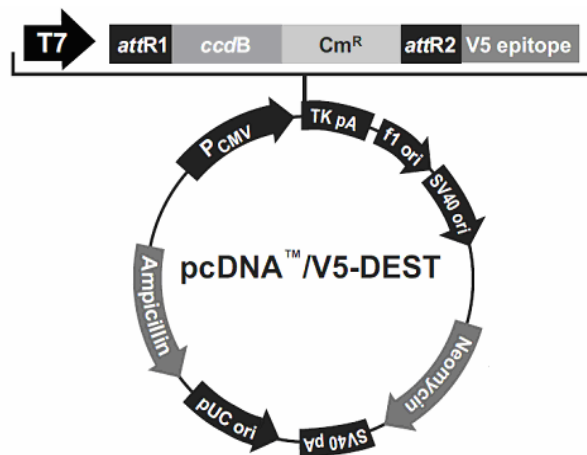 T7 attR1 ccdB CmR attR2 V5 epitope
PCMV
TK pA
f1 ori
SV40 ori
pcDNA™/V5-DEST
Ampicillin
Neomycin
pUC ori
SV40 pA